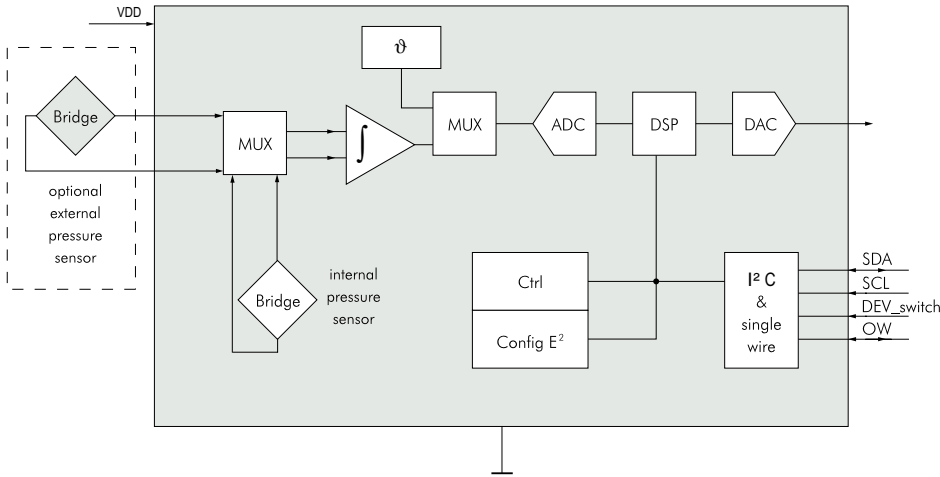 VDD
ϑ
Bridge
MUX
∫
MUX
ADC
DSP
DAC
optional
external
pressure
sensor
Bridge
internal
pressure
sensor
Ctrl
Config E²
I² C
&
single
wire
SDA
SCL
DEV_switch
OW